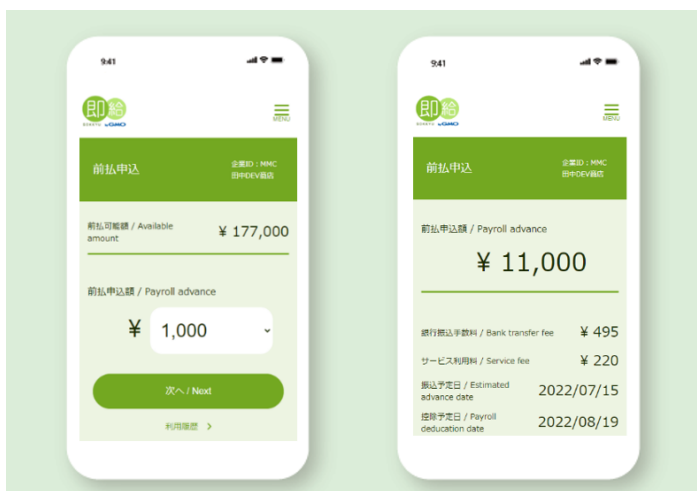 9:41
即給
SOKKYU byGMO
MENU
前払申込
企業ID：MMC
田中DEV商店
前払可能額 / Available
amount
¥ 177,000
前払申込額 / Payroll advance
¥ 1,000
次へ / Next
利用履歴 >
9:41
即給
SOKKYU byGMO
MENU
前払申込
企業ID：MMC
田中DEV商店
前払申込額 / Payroll advance
¥ 11,000
銀行振込手数料 / Bank transfer fee ¥ 495
サービス利用料 / Service fee ¥ 220
振込予定日 / Estimated
advance date
2022/07/15
控除予定日 / Payroll
deducation date
2022/08/19